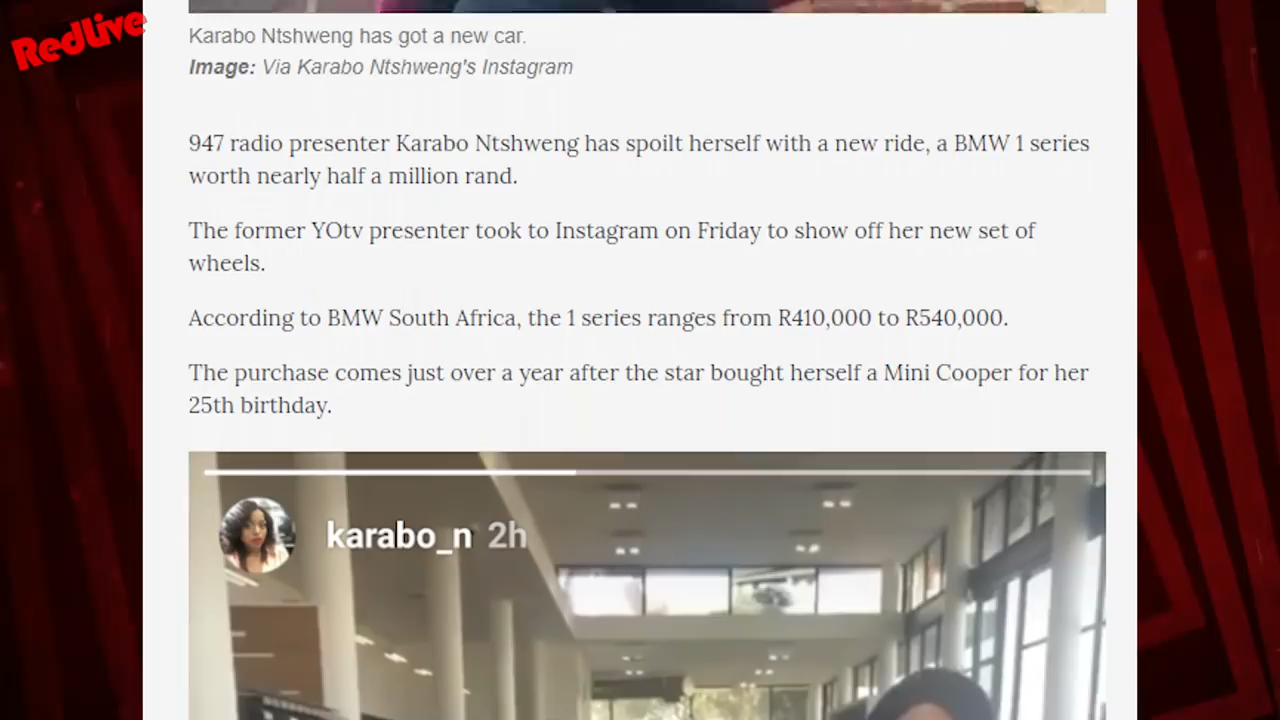 RedLive
Karabo Ntshweng has got a new car.
Image: Via Karabo Ntshweng's Instagram
947 radio presenter Karabo Ntshweng has spoilt herself with a new ride, a BMW 1 series
worth nearly half a million rand.
The former YOtv presenter took to Instagram on Friday to show off her new set of
wheels.
According to BMW South Africa, the 1 series ranges from R410,000 to R540,000.
The purchase comes just over a year after the star bought herself a Mini Cooper for her
25th birthday.
karabo_n 2h